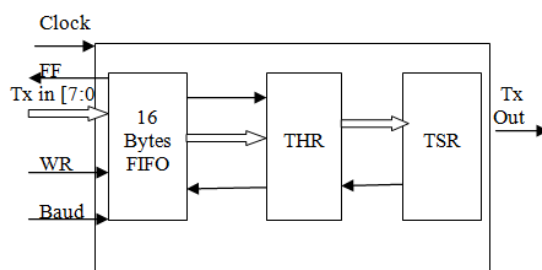 Clock
FF
Tx in [7:0
WR
Baud
16
Bytes
FIFO
THR
TSR
Tx
Out